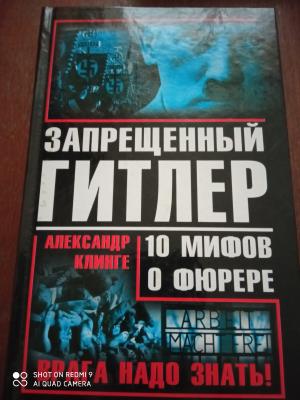 ЗАПРЕЩЕННЫЙ
ГИТЛЕР
АЛЕКСАНДР
КЛИНГЕ
10 МИФОВ
О ФЮРЕРЕ
ARBEIT
MACHT FREI
ВРАГА НАДО ЗНАТЬ!
SHOT ON REDMI 9
AI QUAD CAMERA